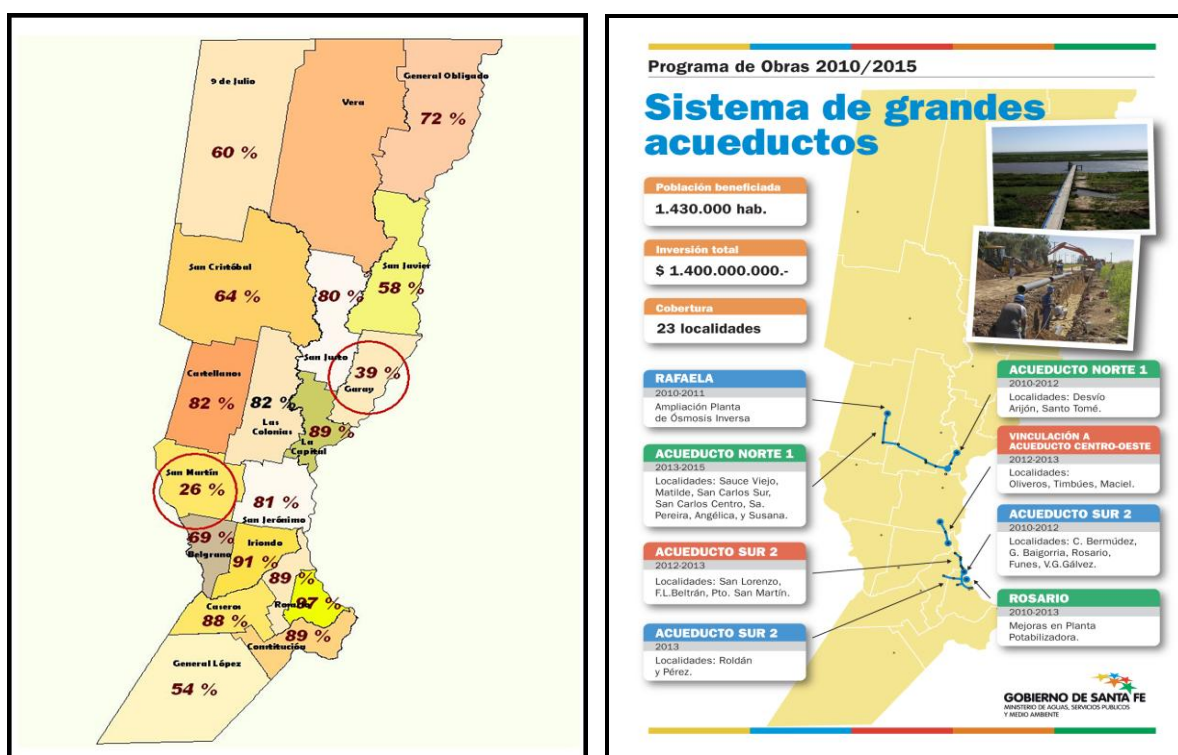 9 de Julio
60 %
Vera
General Obligado
72 %
San Cristóbal
64 %
80 %
San Javier
58 %
San Justo
39 %
Garay
Castellanos
82 %
82 %
Las
Colonias
89 %
La
Capital
San Martín
26 %
81 %
San Jerónimo
69 %
Belgrano
Iriondo
91 %
89 %
Rosario
97 %
Caseros
88 %
89 %
Constitución
General López
54 %
Programa de Obras 2010/2015
Sistema de grandes
acueductos
Población beneficiada
1.430.000 hab.
Inversión total
$ 1.400.000.000.-
Cobertura
23 localidades
RAFAELA
2010-2011
Ampliación Planta
de Ósmosis Inversa
ACUEDUCTO NORTE 1
2013-2015
Localidades: Sauce Viejo,
Matilde, San Carlos Sur,
San Carlos Centro, Sa.
Pereira, Angélica, y Susana.
ACUEDUCTO SUR 2
2012-2013
Localidades: San Lorenzo,
F.L.Beltrán, Pto. San Martín.
ACUEDUCTO SUR 2
2013
Localidades: Roldán
y Pérez.
ACUEDUCTO NORTE 1
2010-2012
Localidades: Desvío
Arijón, Santo Tomé.
VINCULACIÓN A
ACUEDUCTO CENTRO-OESTE
2012-2013
Localidades:
Oliveros, Timbúes, Maciel.
ACUEDUCTO SUR 2
2010-2012
Localidades: C. Bermúdez,
G. Baigorria, Rosario,
Funes, V.G.Gálvez.
ROSARIO
2010-2013
Mejoras en Planta
Potabilizadora.
GOBIERNO DE SANTA FE
MINISTERIO DE AGUAS, SERVICIOS PUBLICOS
Y MEDIO AMBIENTE